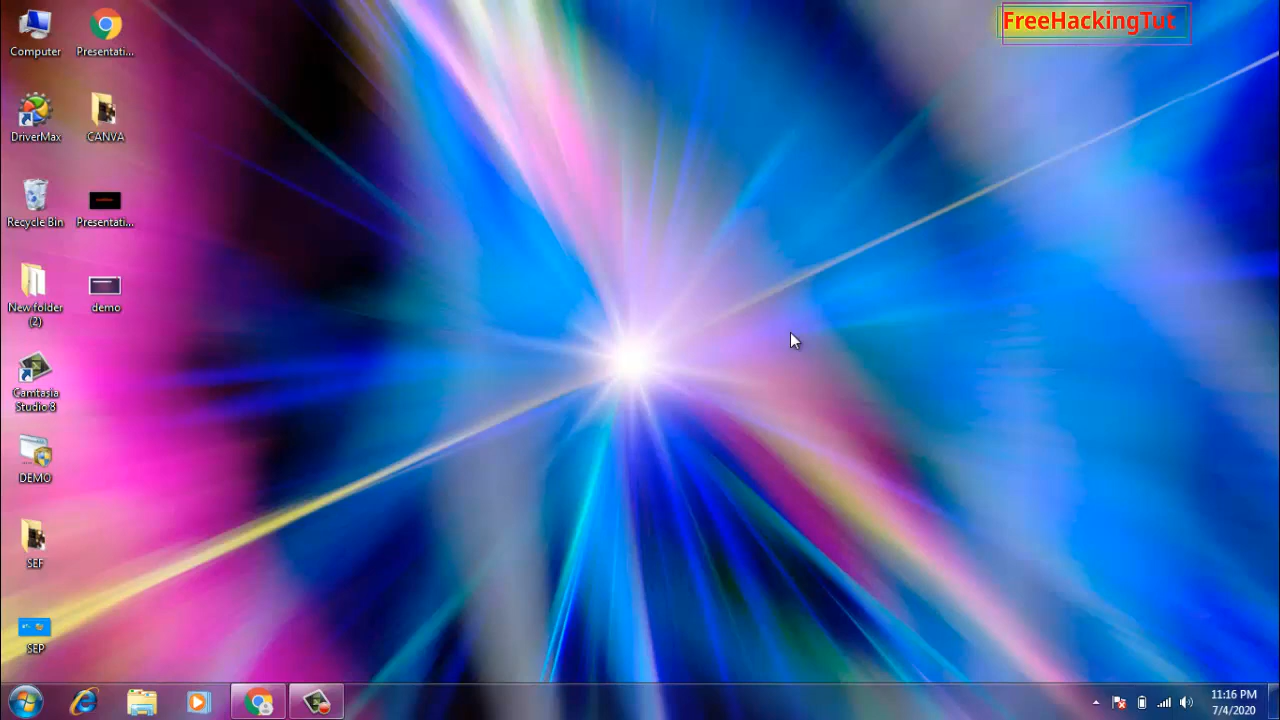 FreeHackingTut
Computer
Presentati...
DriverMax
CANVA
Recycle Bin
Presentati...
New folder
(2)
demo
Camtasia
Studio 8
DEMO
SEF
SEP
11:16 PM
7/4/2020